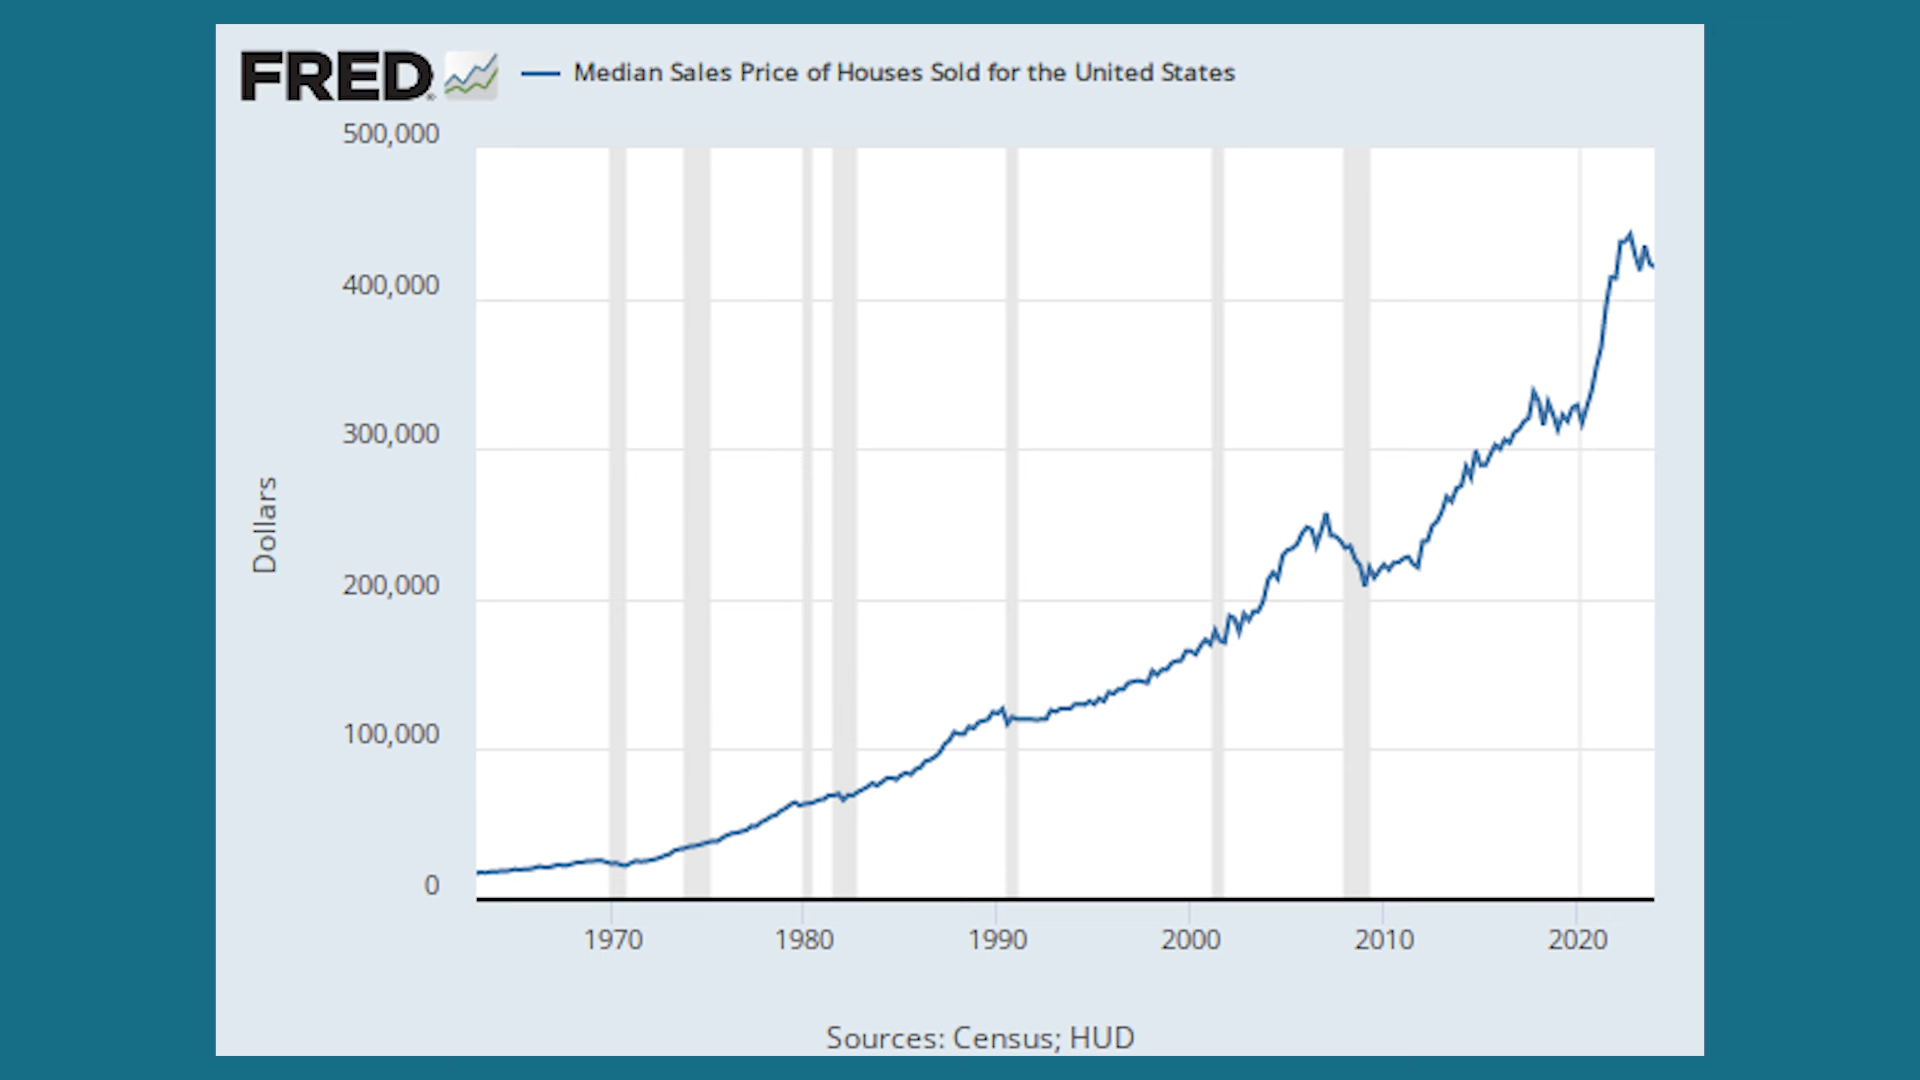 FRED
Median Sales Price of Houses Sold for the United States
500,000
400,000
300,000
200,000
100,000
0
Dollars
1970 1980 1990 2000 2010 2020
Sources: Census; HUD